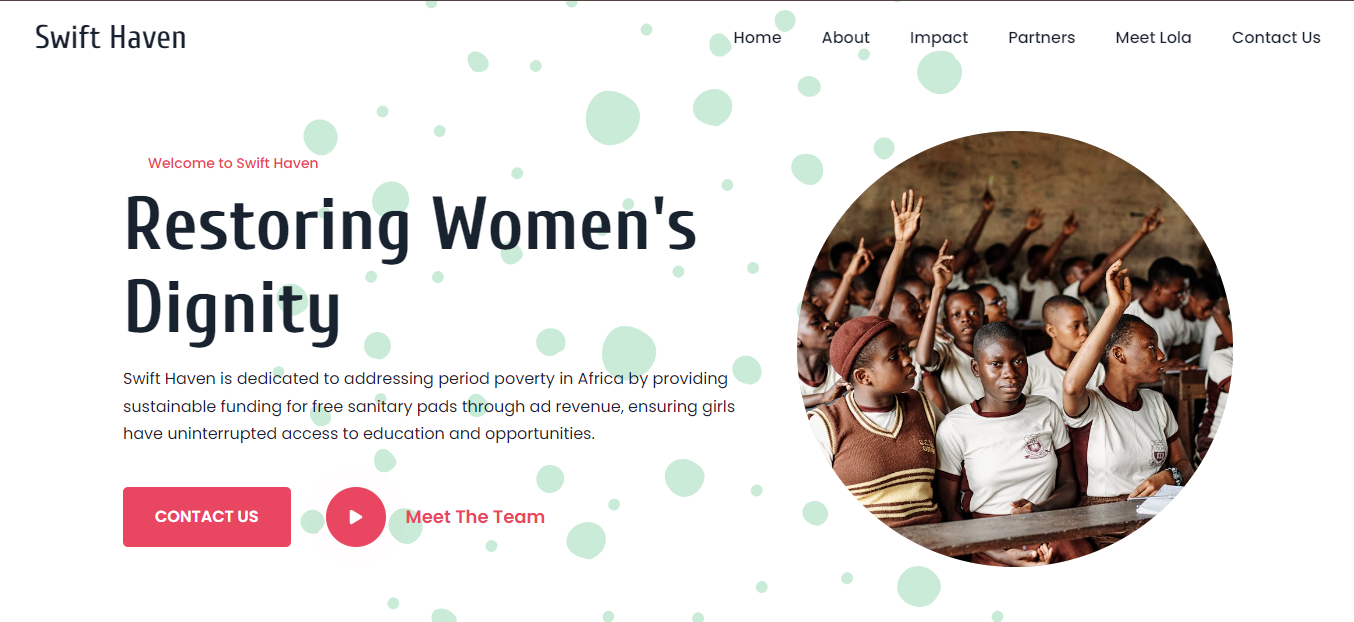 Swift Haven
Home
About
Impact
Partners
Meet Lola
Contact Us
Welcome to Swift Haven
Restoring Women's
Dignity
Swift Haven is dedicated to addressing period poverty in Africa by providing
sustainable funding for free sanitary pads through ad revenue, ensuring girls
have uninterrupted access to education and opportunities.
CONTACT US
Meet The Team